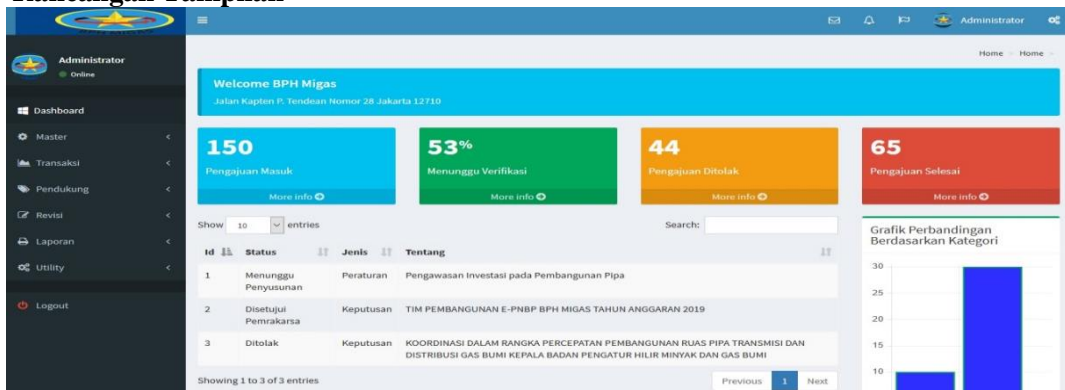 Rancangan Tampilan
Administrator
Home > Home >
Administrator
Online
Welcome BPH Migas
Jalan Kapten P. Tendean Nomor 28 Jakarta 12710
Dashboard
Master
Transaksi
Pendukung
Revisi
Laporan
Utility
Logout
150
Pengajuan Masuk
More info
53%
Menunggu Verifikasi
More info
44
Pengajuan Ditolak
More info
65
Pengajuan Selesai
More info
Show 10 entries
Search:
Id Status Jenis Tentang
1 Menunggu Penyusunan Peraturan Pengawasan Investasi pada Pembangunan Pipa
2 Disetujui Pemrakarsa Keputusan TIM PEMBANGUNAN E-PNBP BPH MIGAS TAHUN ANGGARAN 2019
3 Ditolak Keputusan KOORDINASI DALAM RANGKA PERCEPATAN PEMBANGUNAN RUAS PIPA TRANSMISI DAN
DISTRIBUSI GAS BUMI KEPALA BADAN PENGATUR HILIR MINYAK DAN GAS BUMI
Showing 1 to 3 of 3 entries
Previous 1 Next
Grafik Perbandingan
Berdasarkan Kategori
30
25
20
15
10